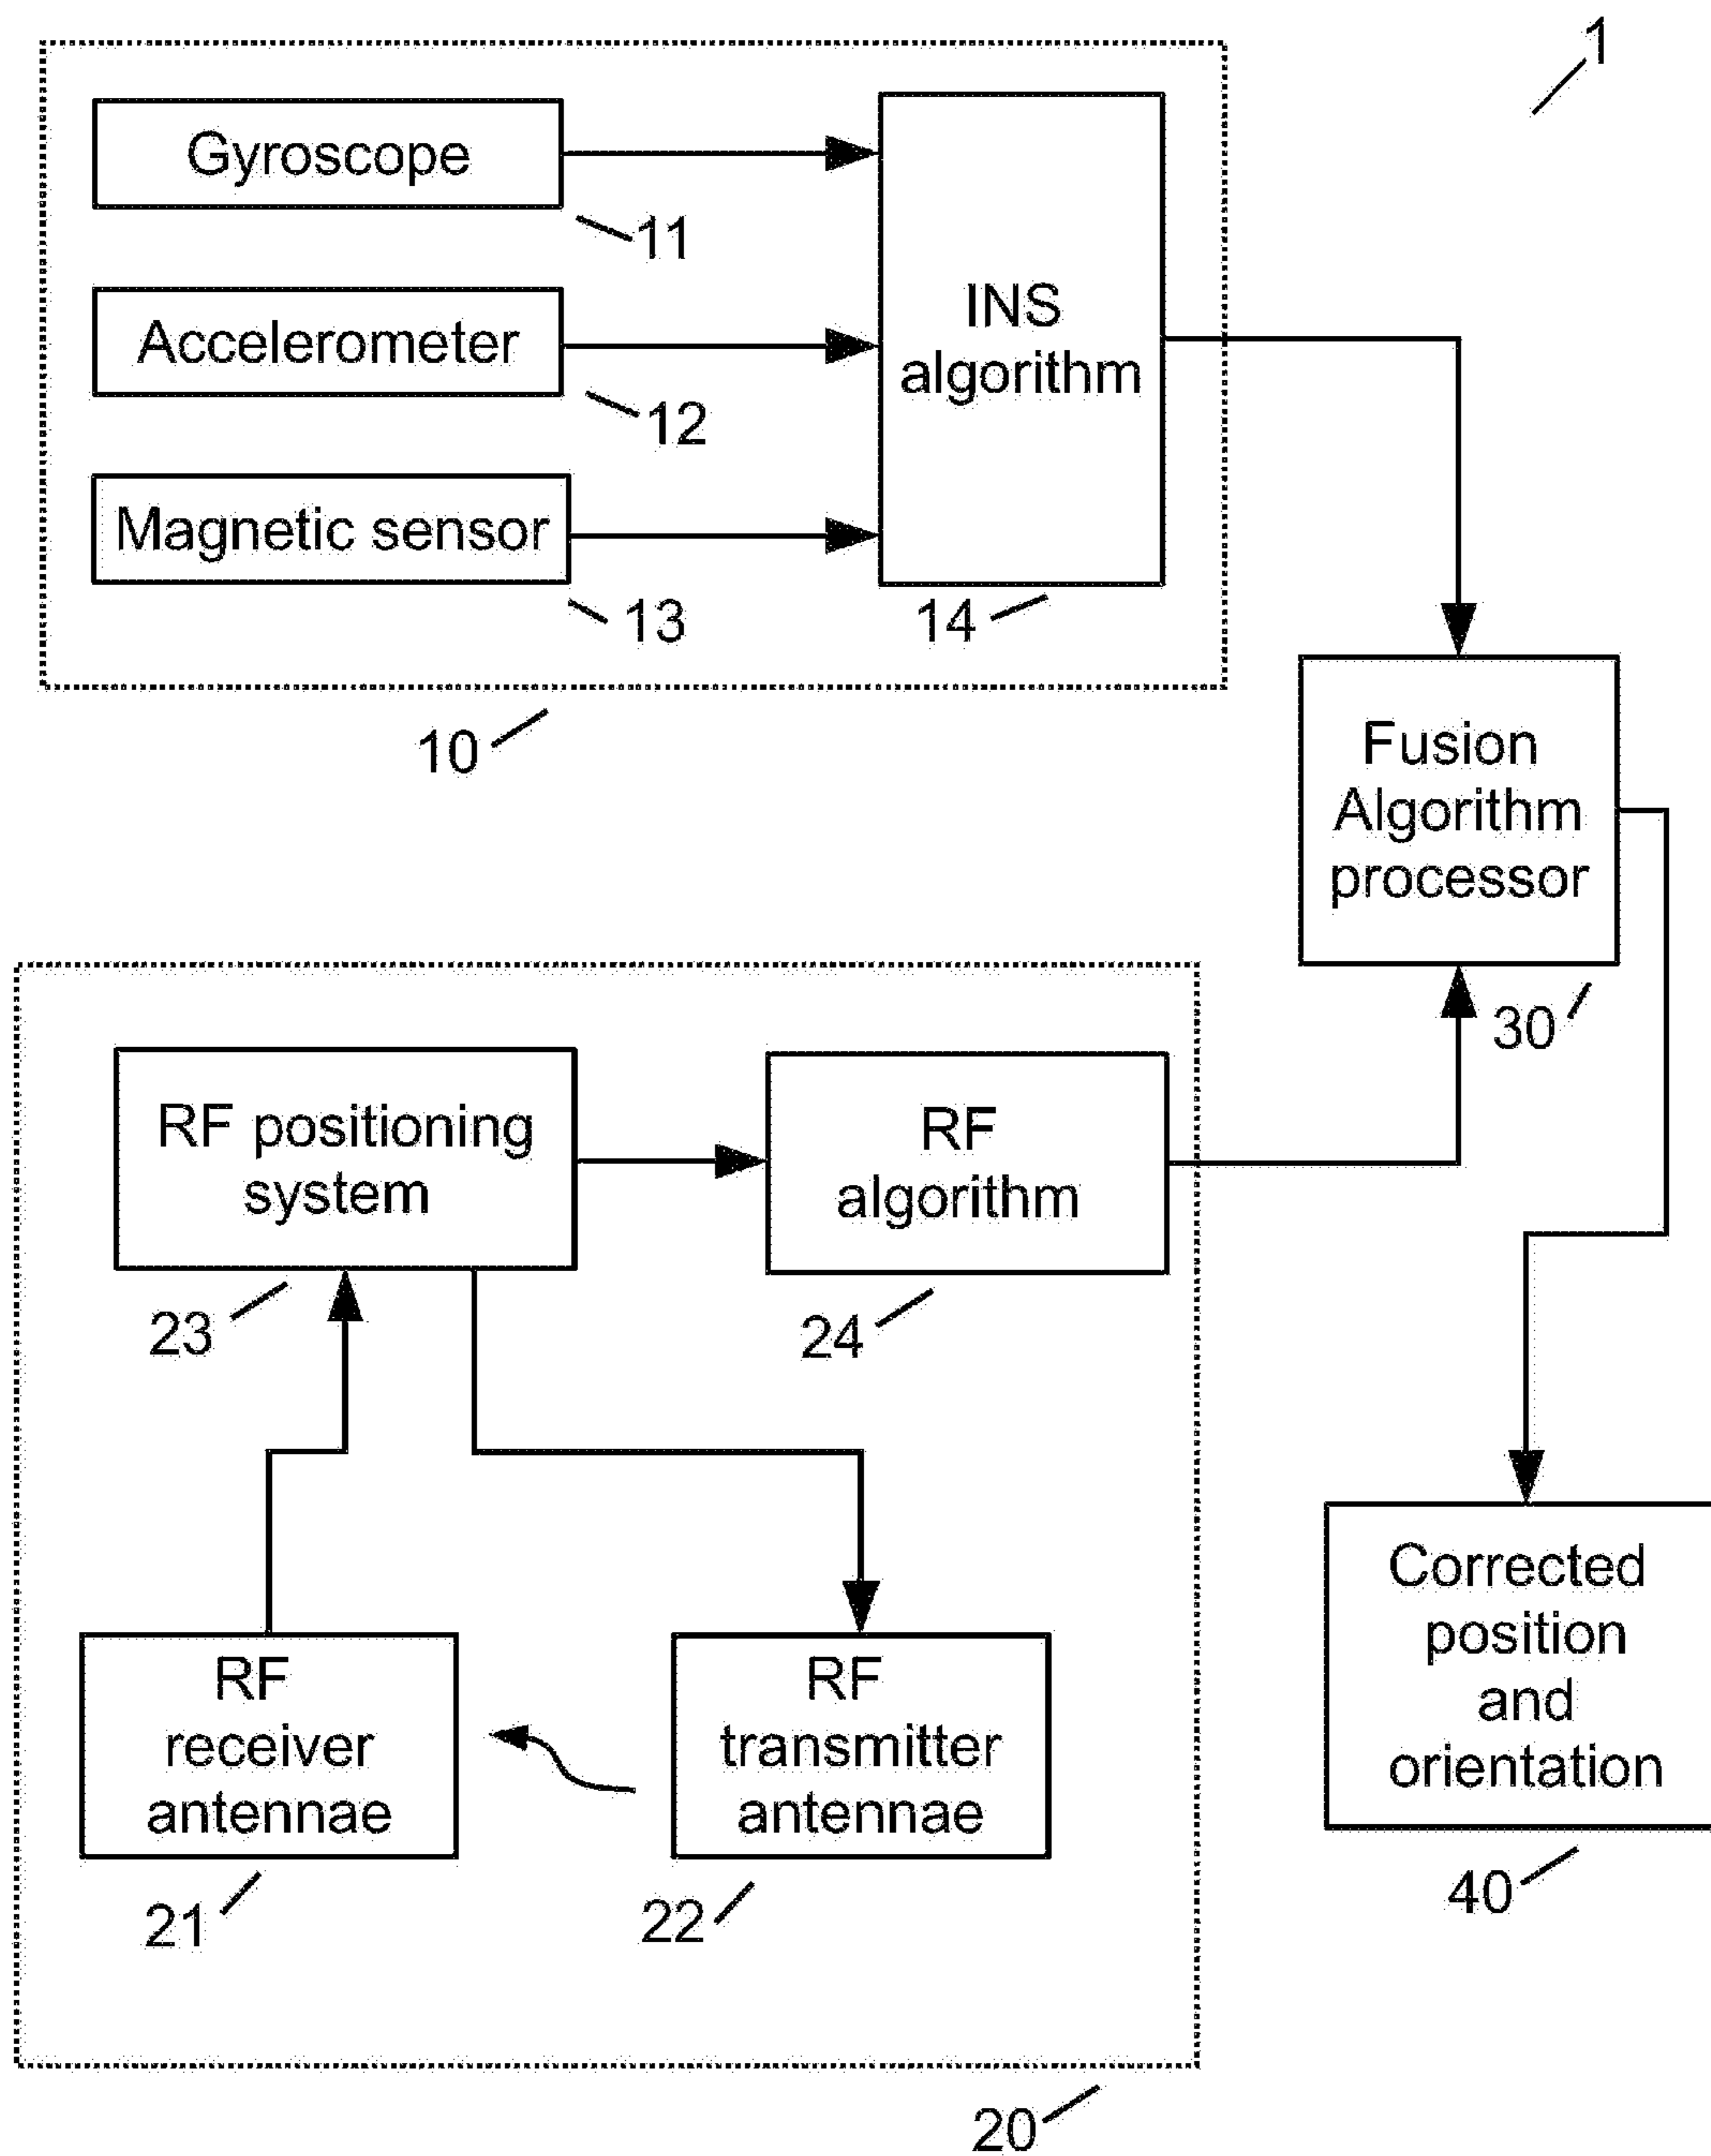 1
Gyroscope
11
Accelerometer
12
Magnetic sensor
13
INS
algorithm
14
10
Fusion
Algorithm
processor
30
RF positioning
system
23
RF
algorithm
24
RF
receiver
antennae
21
RF
transmitter
antennae
22
20
Corrected
position
and
orientation
40